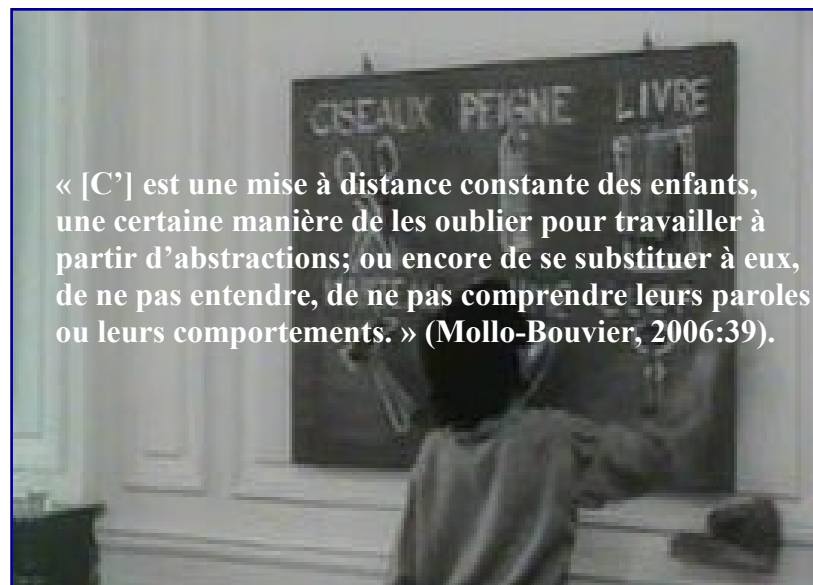 CISEAUX PEIGNE LIVRE
« [C’] est une mise à distance constante des enfants,
une certaine manière de les oublier pour travailler à
partir d’abstractions; ou encore de se substituer à eux,
de ne pas entendre, de ne pas comprendre leurs paroles
ou leurs comportements. » (Mollo-Bouvier, 2006:39).